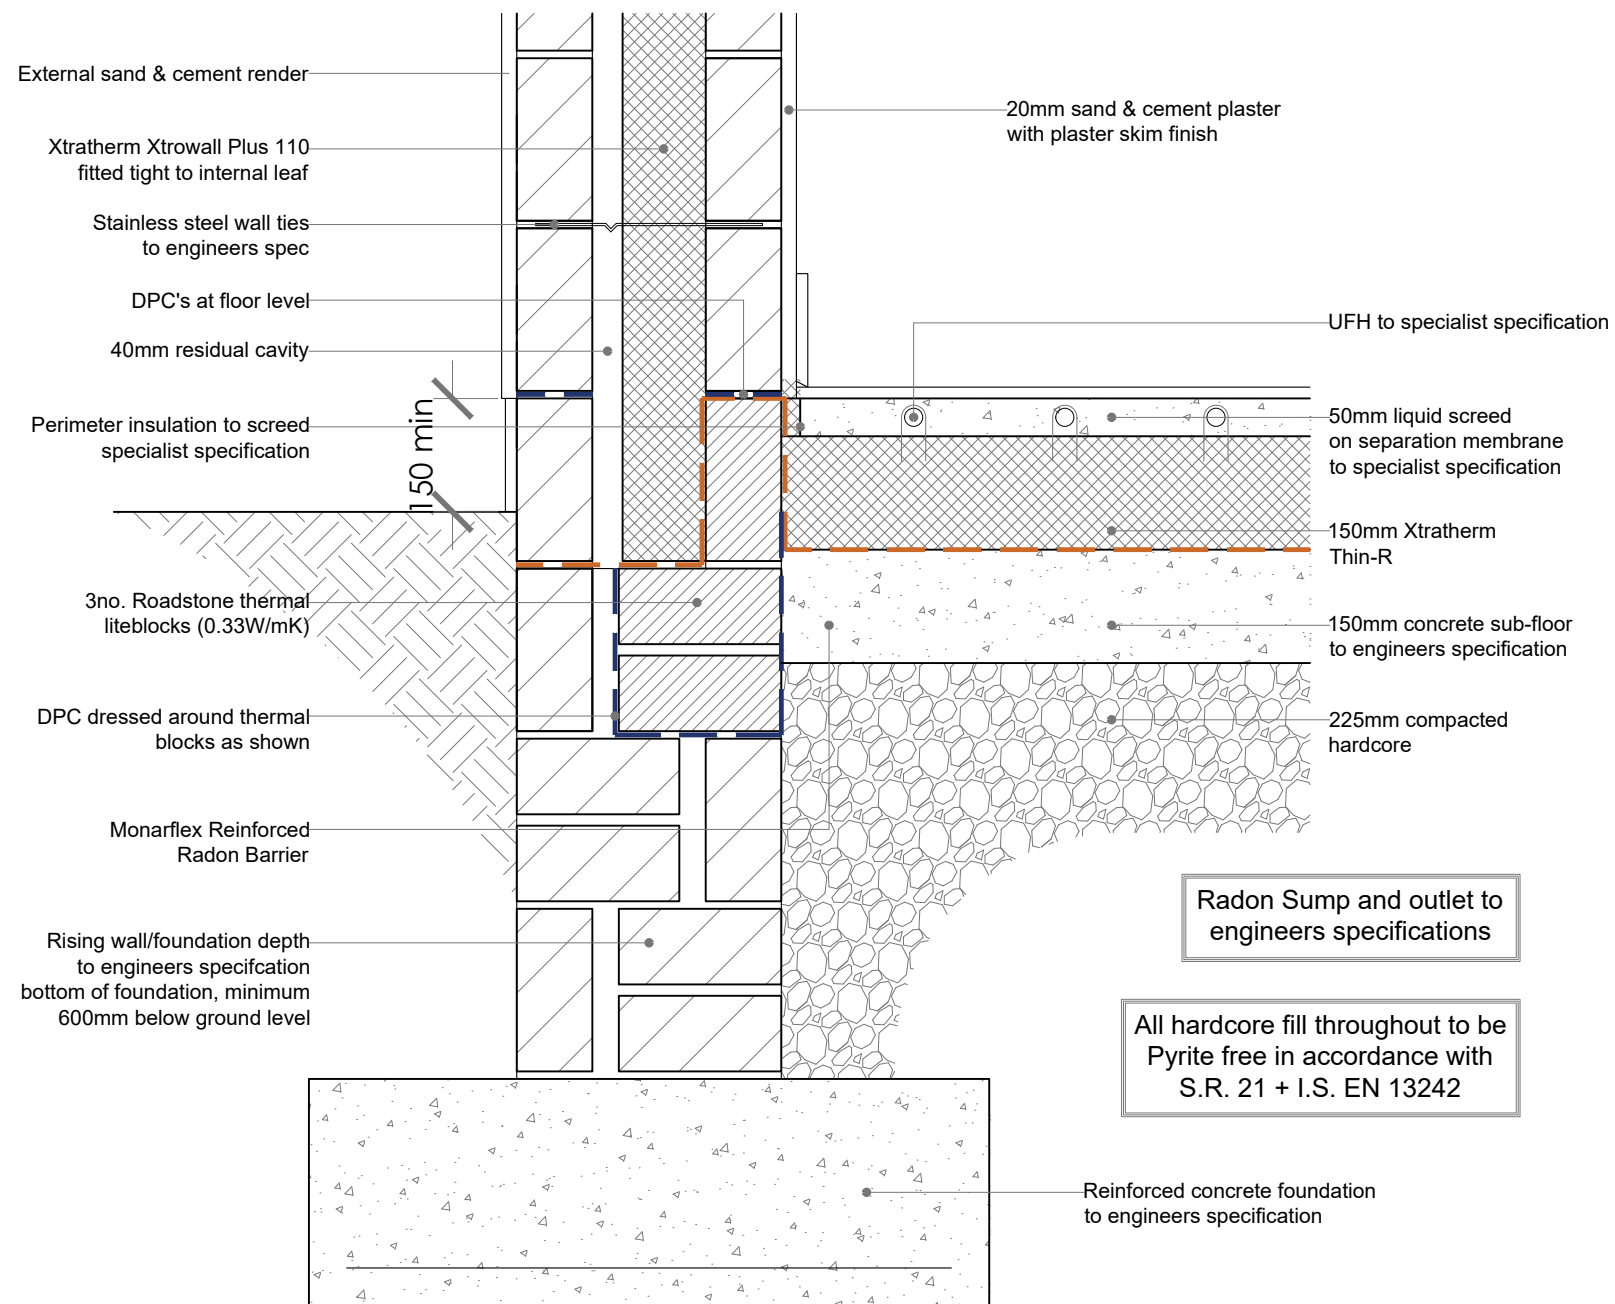 External sand & cement render
Xtratherm Xtrowall Plus 110
fitted tight to internal leaf
Stainless steel wall ties
to engineers spec
DPC's at floor level
40mm residual cavity
150 min
Perimeter insulation to screed
specialist specification
3no. Roadstone thermal
liteblocks (0.33W/mK)
DPC dressed around thermal
blocks as shown
Monarflex Reinforced
Radon Barrier
Rising wall/foundation depth
to engineers specifcation
bottom of foundation, minimum
600mm below ground level
20mm sand & cement plaster
with plaster skim finish
UFH to specialist specification
50mm liquid screed
on separation membrane
to specialist specification
150mm Xtratherm
Thin-R
150mm concrete sub-floor
to engineers specification
225mm compacted
hardcore
Radon Sump and outlet to
engineers specifications
All hardcore fill throughout to be
Pyrite free in accordance with
S.R. 21 + I.S. EN 13242
Reinforced concrete foundation
to engineers specification